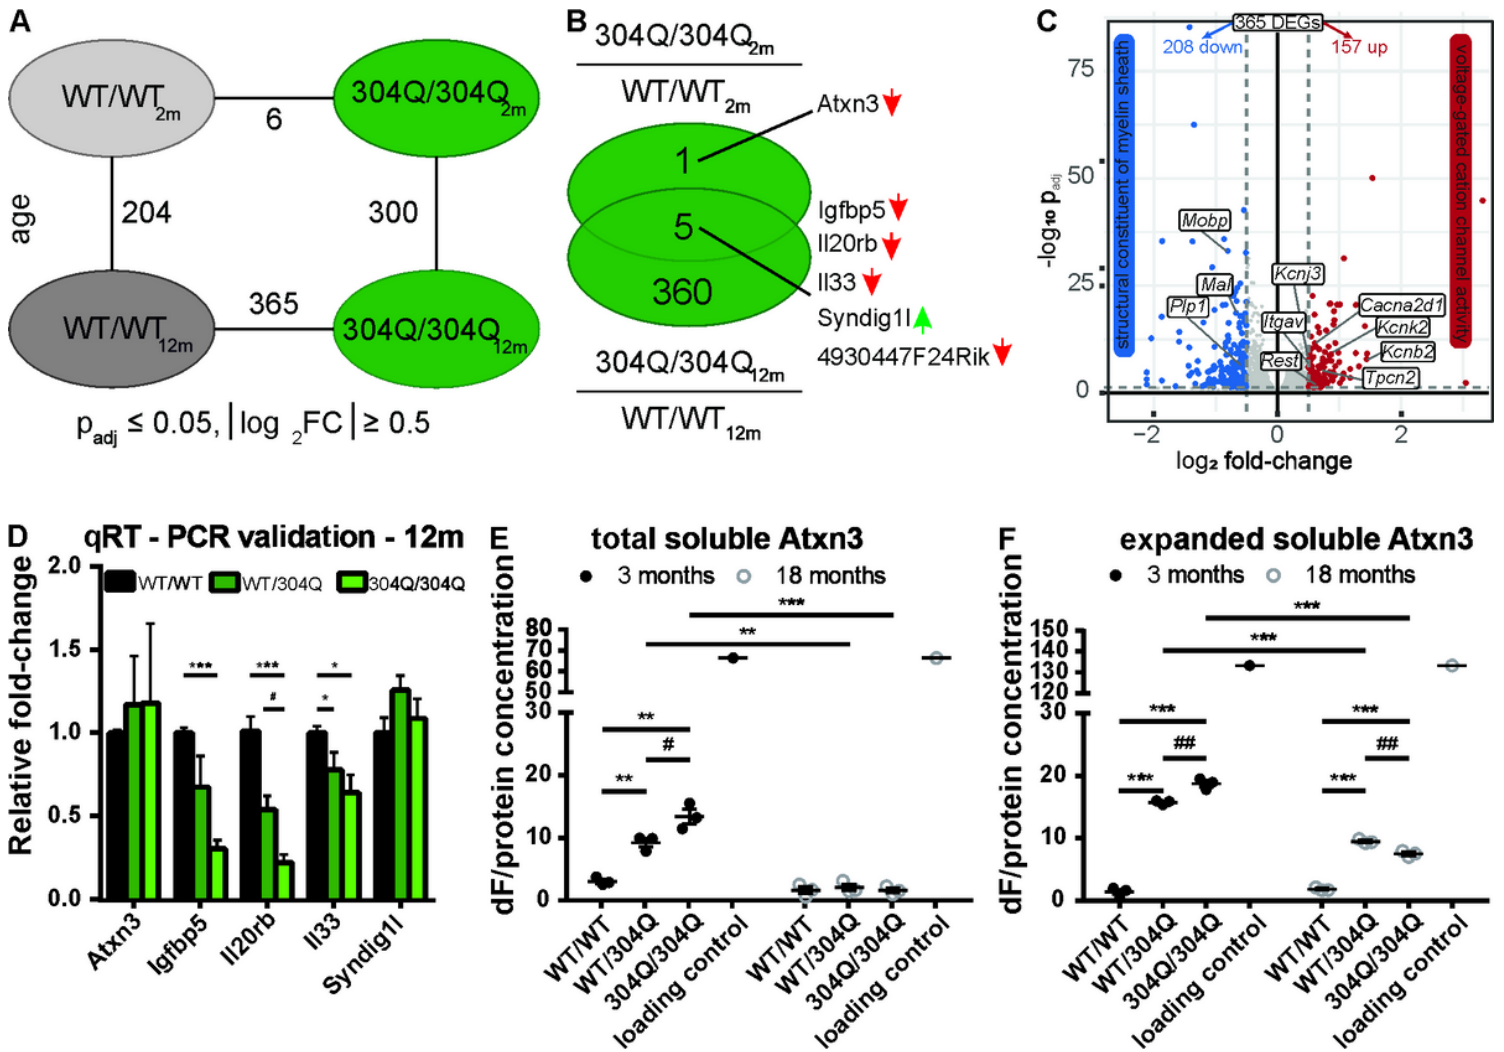 A
WT/WT2m
304Q/304Q2m
6
age
204
300
WT/WT12m
365
304Q/304Q12m
padj ≤ 0.05, |log 2FC| ≥ 0.5
B
304Q/304Q2m
WT/WT2m
1
Atxn3
5
Igfbp5
Il20rb
Il33
Syndig1l
4930447F24Rik
360
304Q/304Q12m
WT/WT12m
C
365 DEGs
208 down
157 up
structural constituent of myelin sheath
voltage-gated cation channel activity
-log10 padj
75
50
25
0
Mobp
Mal
Plp1
Kcnj3
Itgav
Rest
Cacna2d1
Kcnk2
Kcnb2
Tpcn2
−2
0
2
log2 fold-change
D
qRT - PCR validation - 12m
WT/WT
WT/304Q
304Q/304Q
Relative fold-change
2.0
1.5
1.0
0.5
0.0
***
***
#
*
*
Atxn3
Igfbp5
Il20rb
Il33
Syndig1l
E
total soluble Atxn3
3 months
18 months
dF/protein concentration
80
70
60
50
30
20
10
0
***
**
**
#
**
WT/WT
WT/304Q
304Q/304Q
loading control
WT/WT
WT/304Q
304Q/304Q
loading control
F
expanded soluble Atxn3
3 months
18 months
dF/protein concentration
150
140
130
120
30
20
10
0
***
***
***
##
***
***
##
***
WT/WT
WT/304Q
304Q/304Q
loading control
WT/WT
WT/304Q
304Q/304Q
loading control